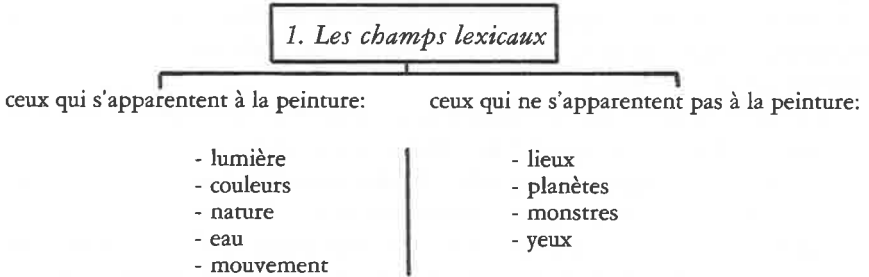 1. Les champs lexicaux
ceux qui s'apparentent à la peinture:
- lumière
- couleurs
- nature
- eau
- mouvement
ceux qui ne s'apparentent pas à la peinture:
- lieux
- planètes
- monstres
- yeux